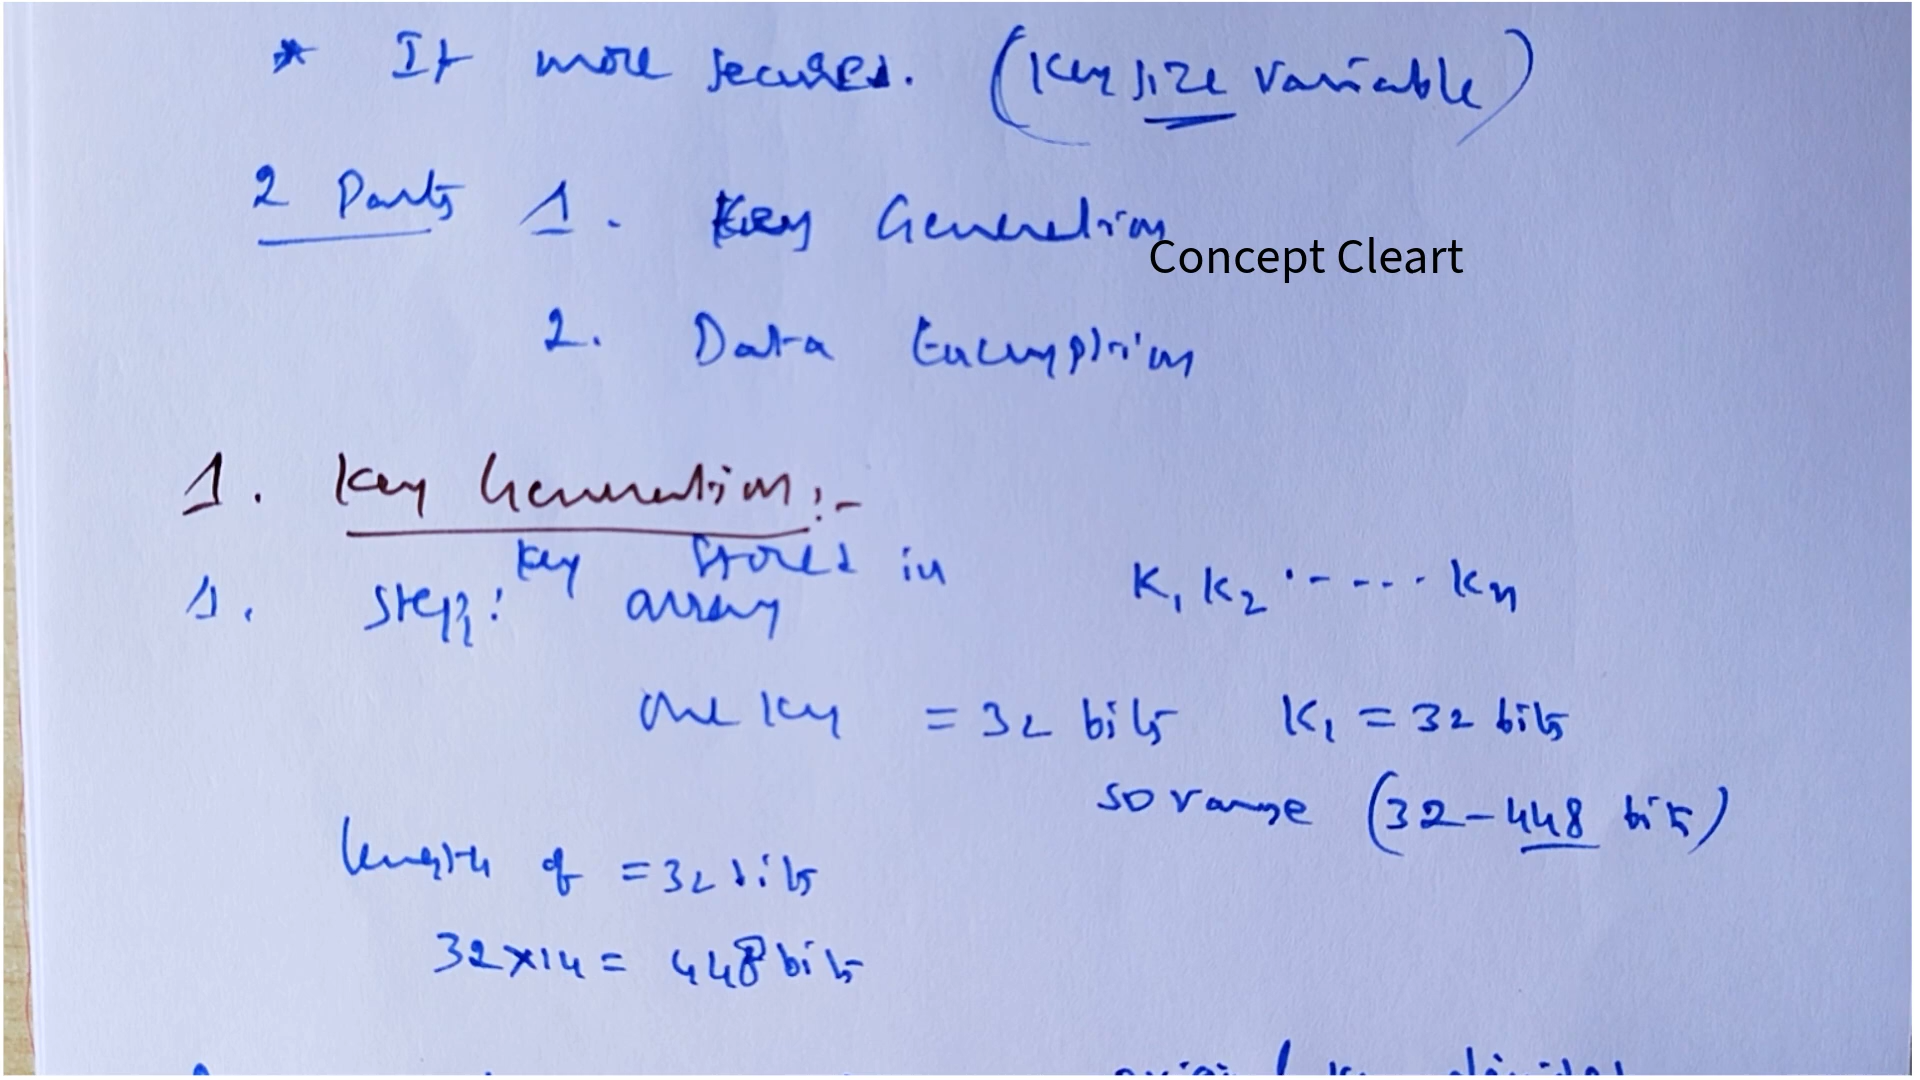 * It more secured. (Key size variable)
2 Parts 1. Key Generation
Concept Cleart
2. Data Encryption
1. Key Generation:-
1. Step: Key stored in array K1 K2 ..---. Kn
one key = 32 bits K1 = 32 bits
so range (32-448 bits)
length of = 32 bits
32x14 = 448 bits